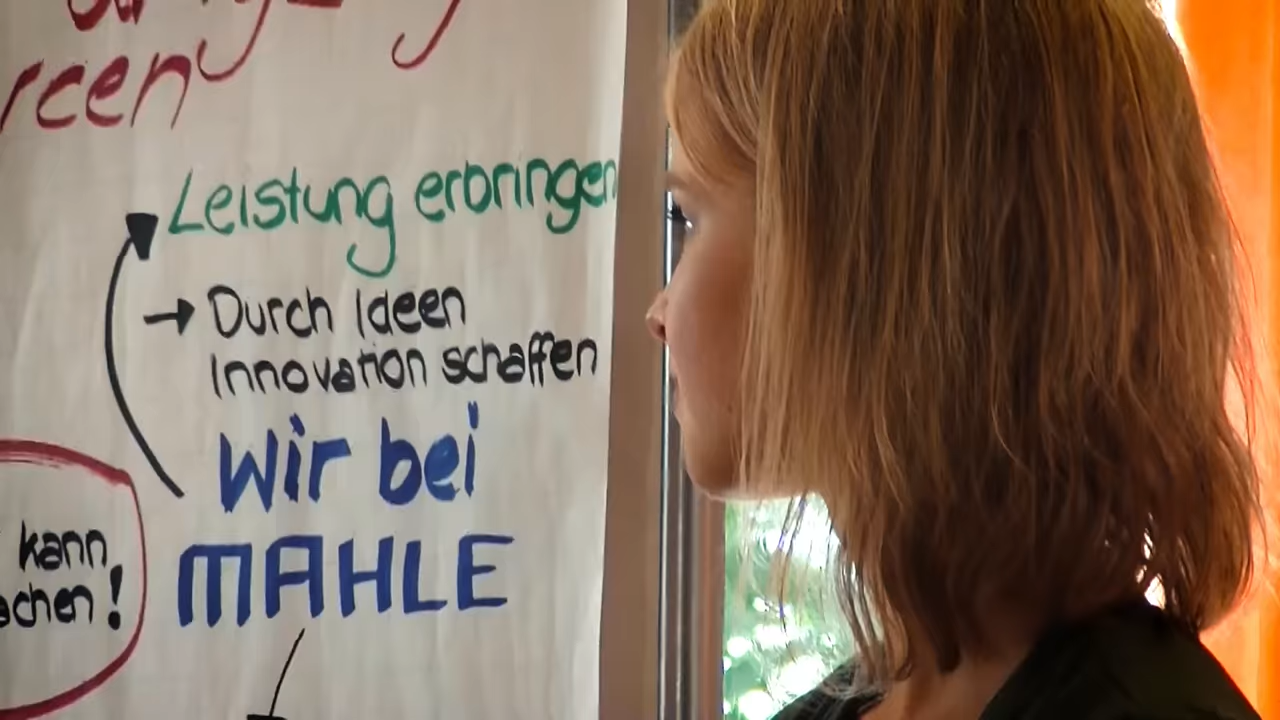 rcen
Leistung erbringen
→ Durch Ideen
Innovation schaffen
Wir bei
MAHLE
kann
achen!